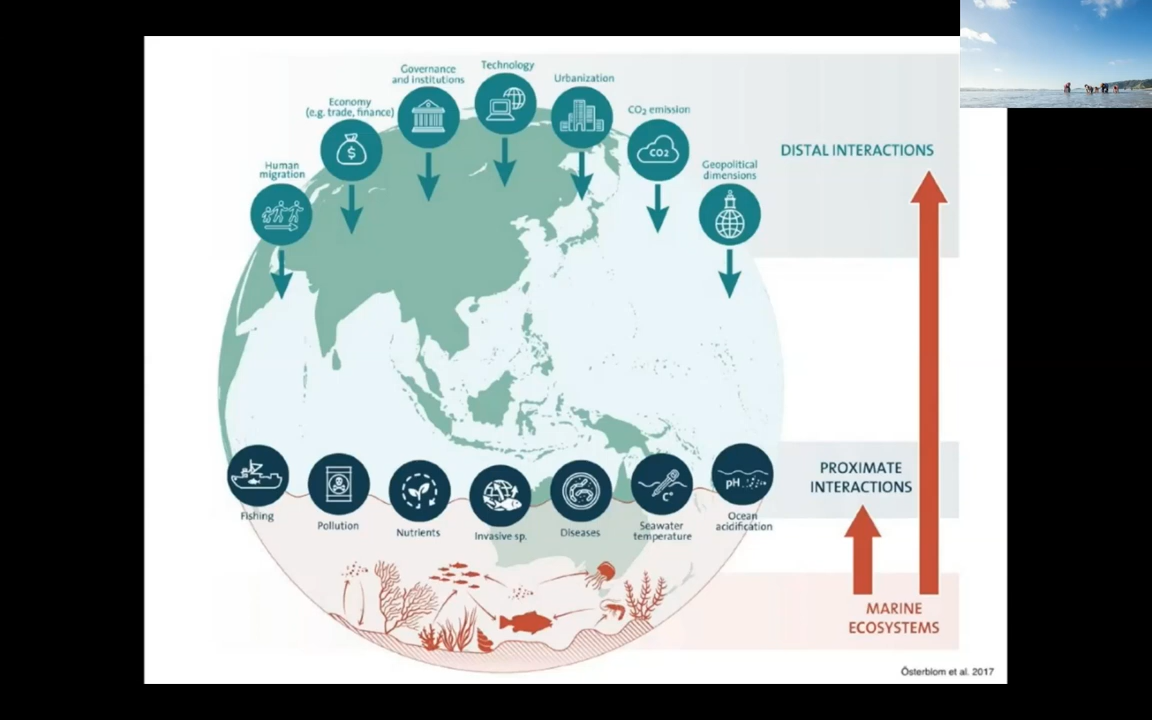 Technology
Governance
and institutions
Urbanization
Economy
(e.g. trade, finance)
CO₂ emission
$
CO2
DISTAL INTERACTIONS
Human
migration
Geopolitical
dimensions
PROXIMATE
INTERACTIONS
C°
pH
Fishing
Pollution
Nutrients
Invasive sp.
Diseases
Seawater
temperature
Ocean
acidification
MARINE
ECOSYSTEMS
Österblom et al. 2017